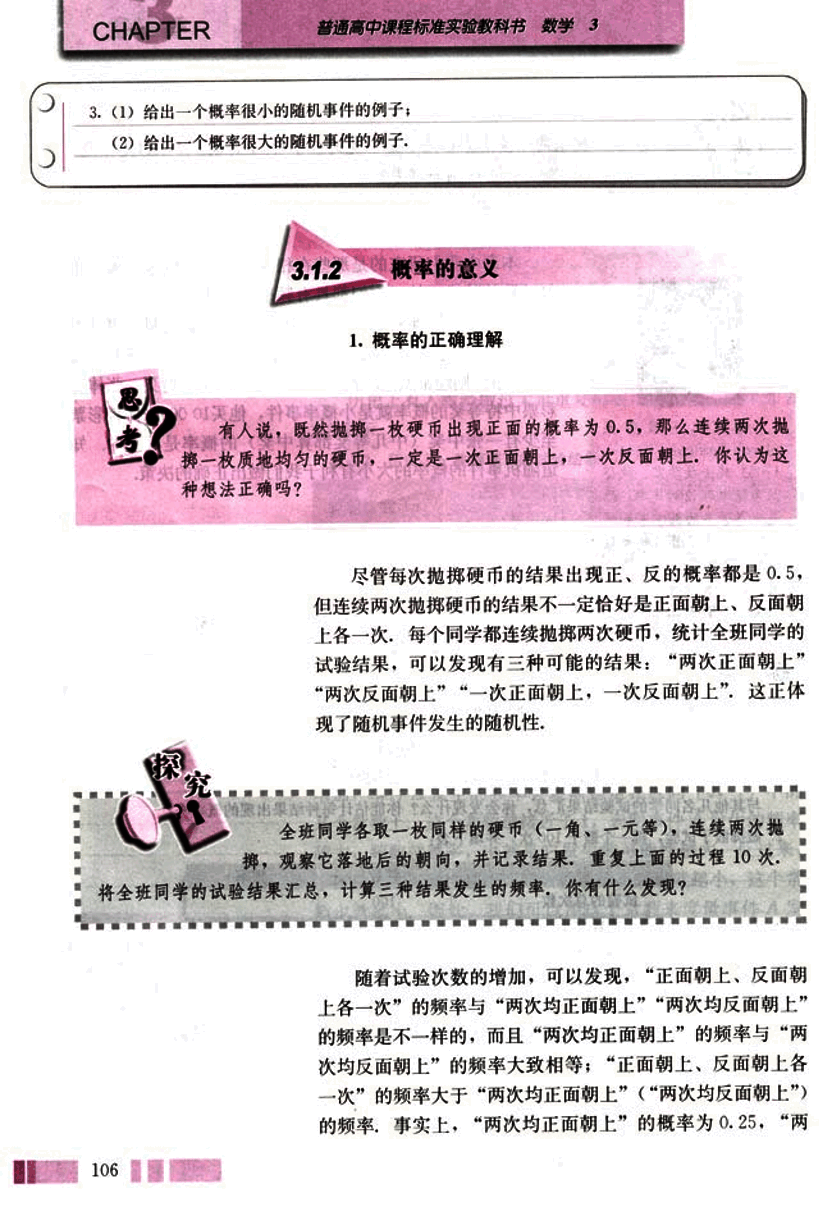 CHAPTER
普通高中课程标准实验教科书 数学 3
3. (1) 给出一个概率很小的随机事件的例子;
(2) 给出一个概率很大的随机事件的例子.
3.1.2 概率的意义
1. 概率的正确理解
思考?
有人说,既然抛掷一枚硬币出现正面的概率为 0.5,那么连续两次抛
掷一枚质地均匀的硬币,一定是一次正面朝上,一次反面朝上. 你认为这
种想法正确吗?
尽管每次抛掷硬币的结果出现正、反的概率都是 0.5,
但连续两次抛掷硬币的结果不一定恰好是正面朝上、反面朝
上各一次. 每个同学都连续抛掷两次硬币,统计全班同学的
试验结果,可以发现有三种可能的结果:“两次正面朝上”
“两次反面朝上”“一次正面朝上,一次反面朝上”. 这正体
现了随机事件发生的随机性.
探究
全班同学各取一枚同样的硬币(一角、一元等),连续两次抛
掷,观察它落地后的朝向,并记录结果. 重复上面的过程 10 次.
将全班同学的试验结果汇总,计算三种结果发生的频率. 你有什么发现?
随着试验次数的增加,可以发现,“正面朝上、反面朝
上各一次”的频率与“两次均正面朝上”“两次均反面朝上”
的频率是不一样的,而且“两次均正面朝上”的频率与“两
次均反面朝上”的频率大致相等;“正面朝上、反面朝上各
一次”的频率大于“两次均正面朝上”(“两次均反面朝上”)
的频率. 事实上,“两次均正面朝上”的概率为 0.25,“两
106